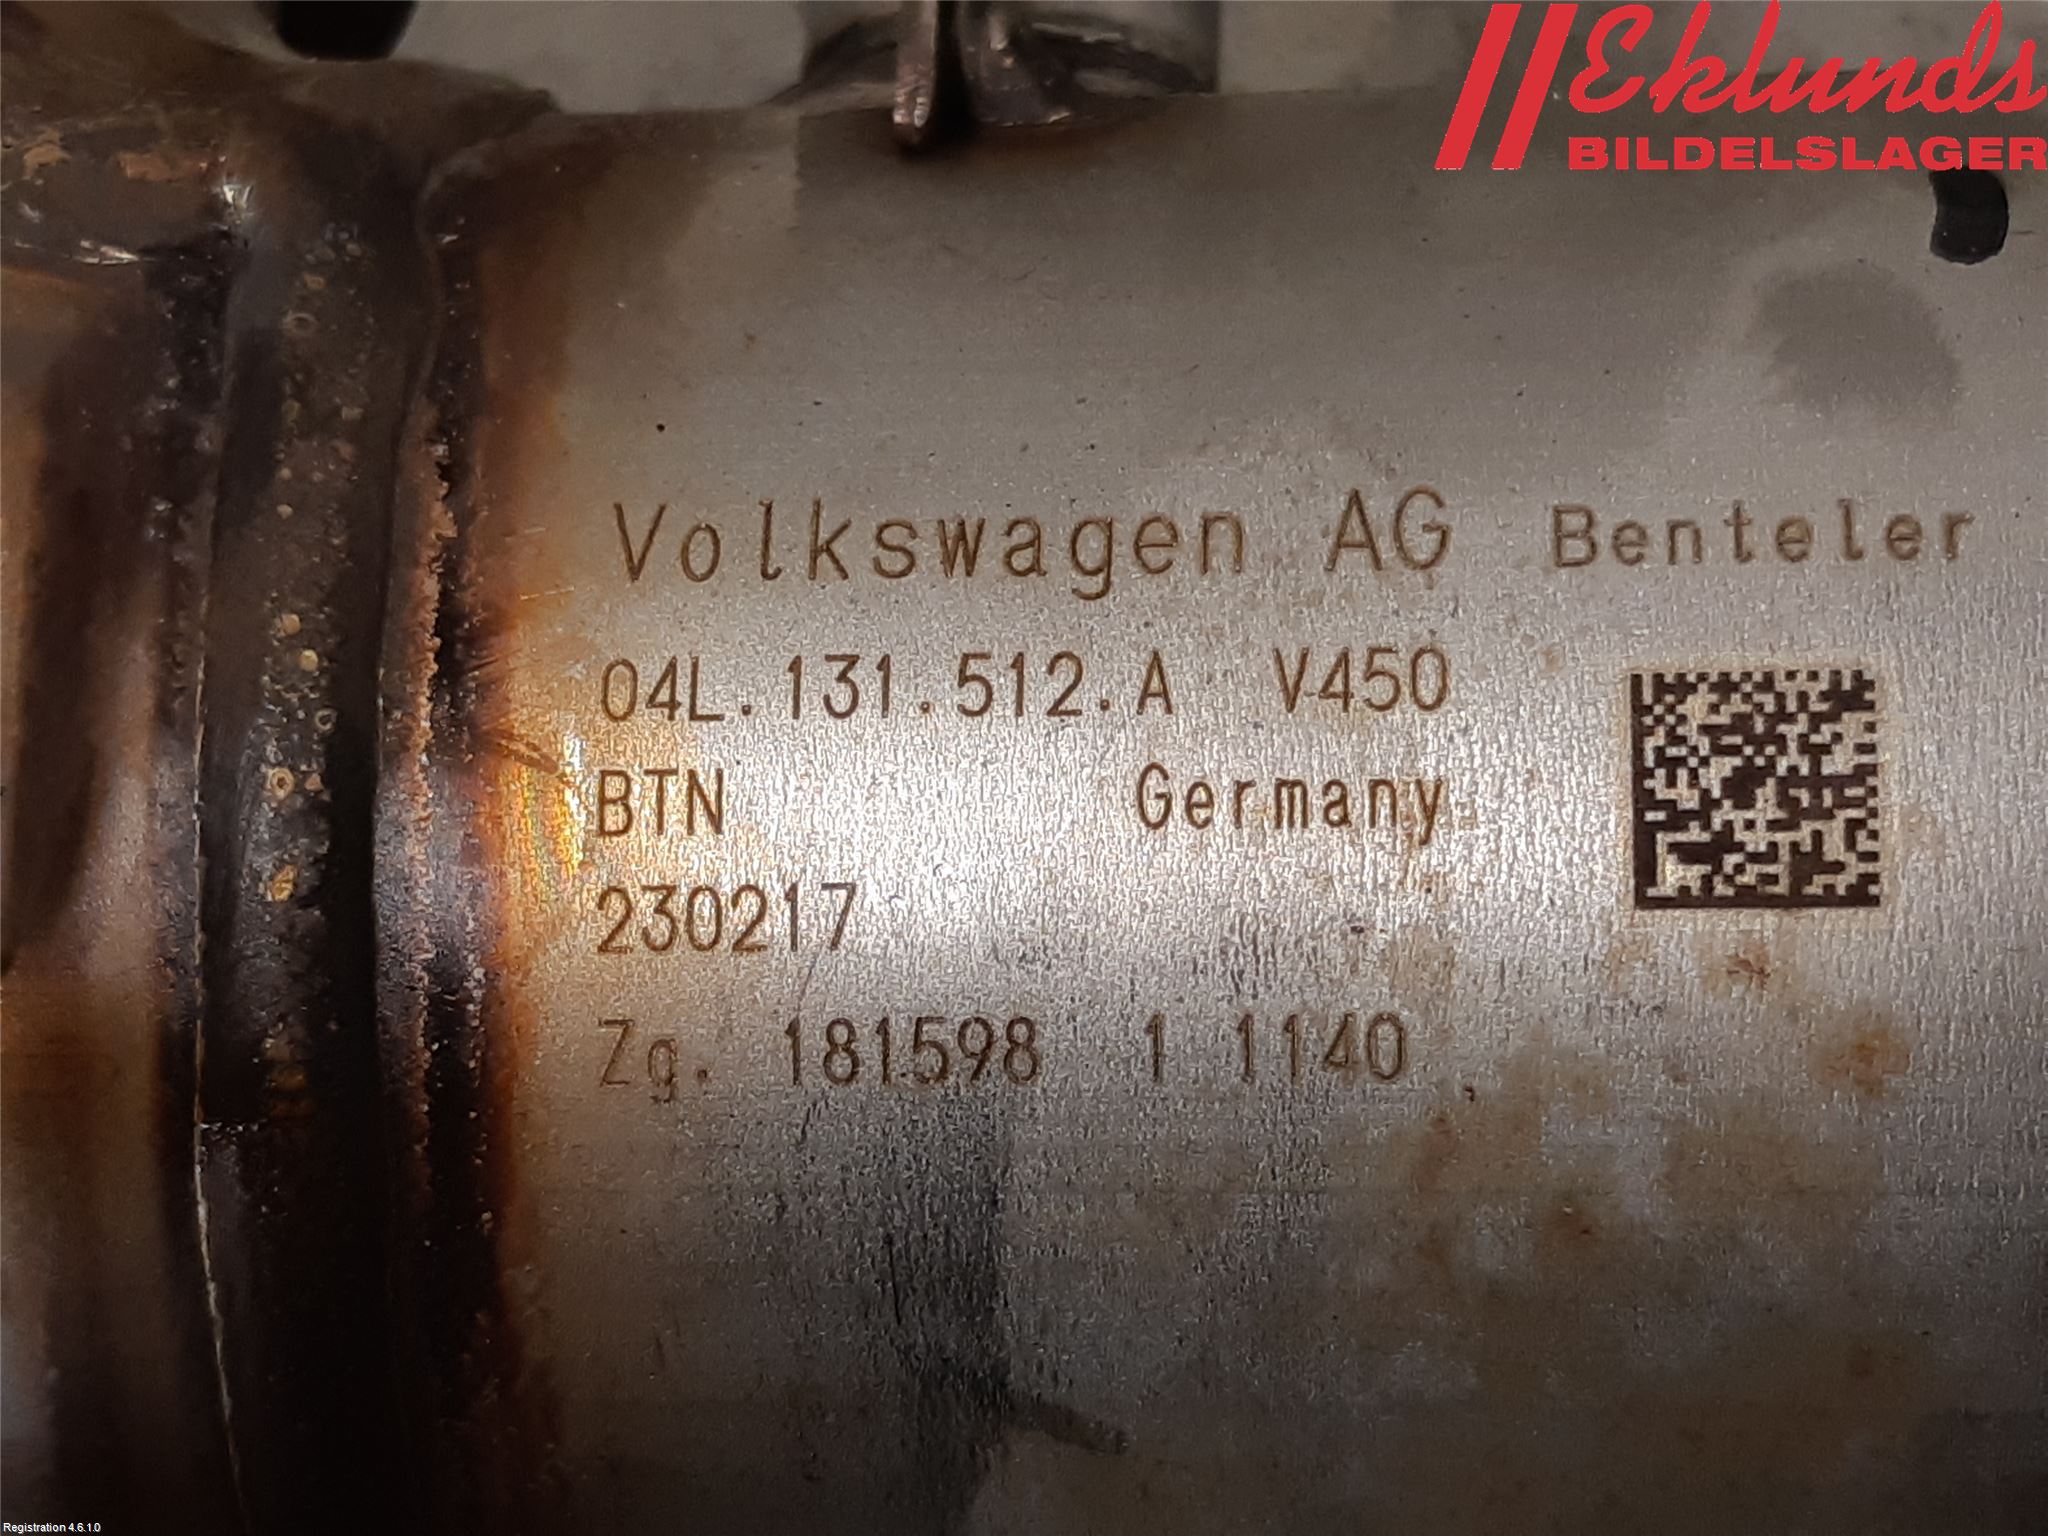 Eklunds
BILDELSLAGER
Volkswagen AG Benteler
04L.131.512.A V450
BTN Germany
230217
Zg. 181598 1 1140
Registration 4.6.1.0